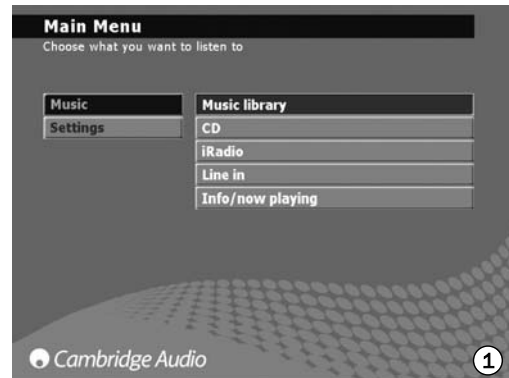 Main Menu
Choose what you want to listen to
Music
Settings
Music library
CD
iRadio
Line in
Info/now playing
Cambridge Audio
1